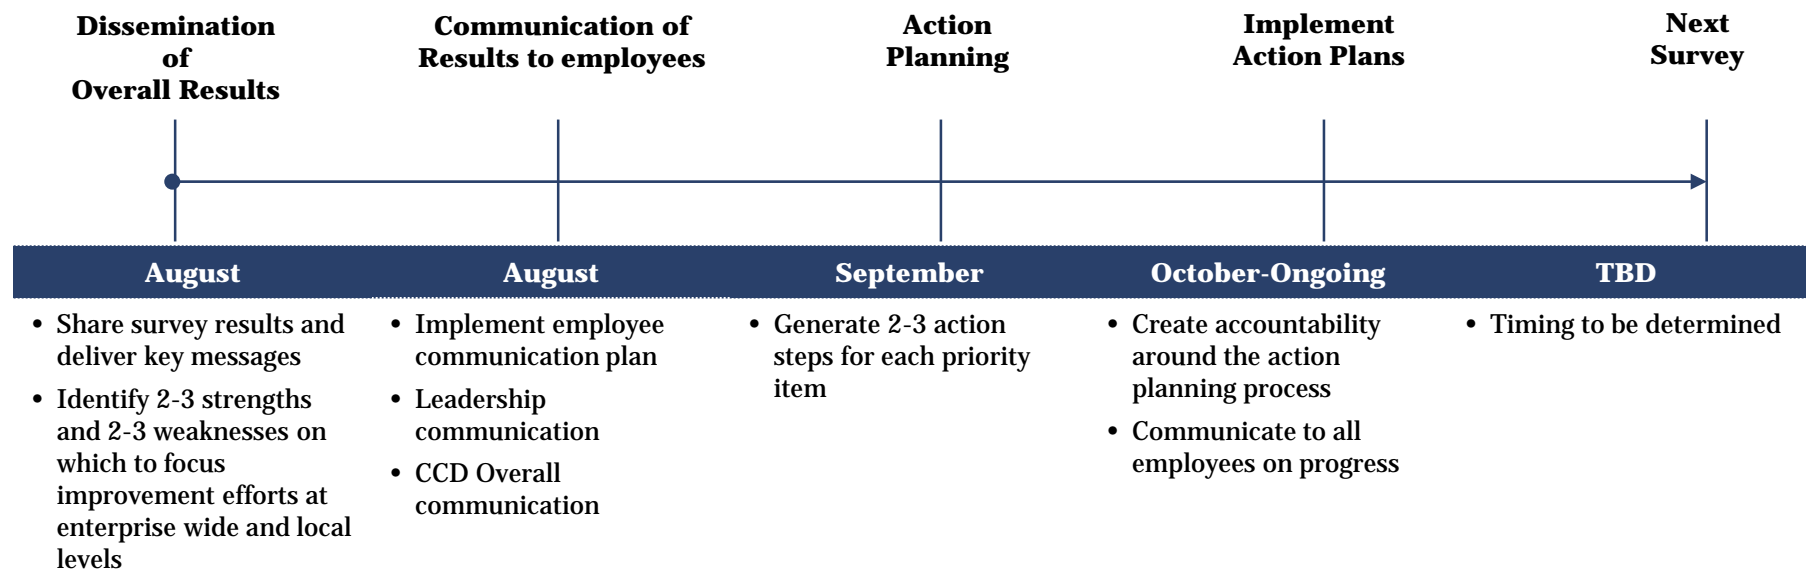 Dissemination
of
Overall Results
Communication of
Results to employees
Action
Planning
Implement
Action Plans
Next
Survey
August
August
September
October-Ongoing
TBD
• Share survey results and
deliver key messages
• Identify 2-3 strengths
and 2-3 weaknesses on
which to focus
improvement efforts at
enterprise wide and local
levels
• Implement employee
communication plan
• Leadership
communication
• CCD Overall
communication
• Generate 2-3 action
steps for each priority
item
• Create accountability
around the action
planning process
• Communicate to all
employees on progress
• Timing to be determined